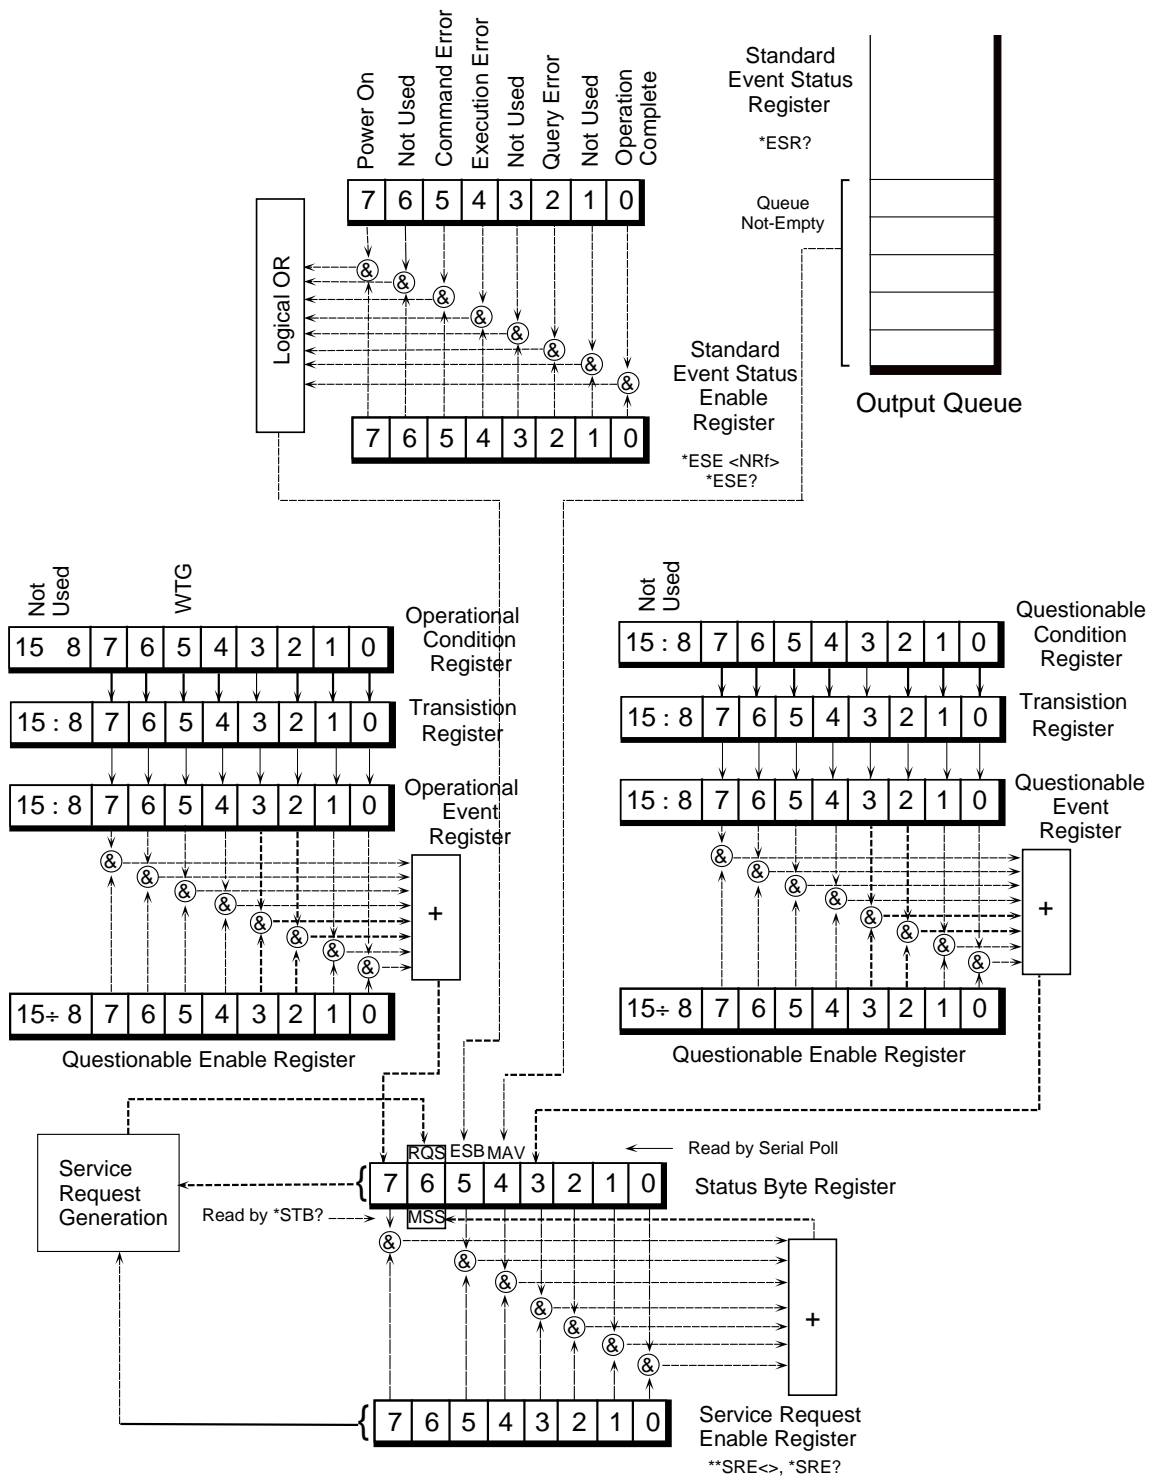 Power On
Not Used
Command Error
Execution Error
Not Used
Query Error
Not Used
Operation
Complete
7 6 5 4 3 2 1 0
Logical OR
& & & & & & & &
7 6 5 4 3 2 1 0
Standard
Event Status
Register
*ESR?
Queue
Not-Empty
Standard
Event Status
Enable
Register
*ESE <NRf>
*ESE?
Output Queue
Not
Used
WTG
15 8 7 6 5 4 3 2 1 0
Operational
Condition
Register
15 : 8 7 6 5 4 3 2 1 0
Transistion
Register
15 : 8 7 6 5 4 3 2 1 0
Operational
Event
Register
& & & & & & & &
+
15÷ 8 7 6 5 4 3 2 1 0
Questionable Enable Register
Not
Used
15 : 8 7 6 5 4 3 2 1 0
Questionable
Condition
Register
15 : 8 7 6 5 4 3 2 1 0
Transistion
Register
15 : 8 7 6 5 4 3 2 1 0
Questionable
Event
Register
& & & & & & & &
+
15÷ 8 7 6 5 4 3 2 1 0
Questionable Enable Register
Service
Request
Generation
RQS ESB MAV
Read by Serial Poll
{ 7 6 5 4 3 2 1 0
Status Byte Register
Read by *STB?
MSS
& & & & & & &
+
{ 7 6 5 4 3 2 1 0
Service Request
Enable Register
**SRE<>, *SRE?